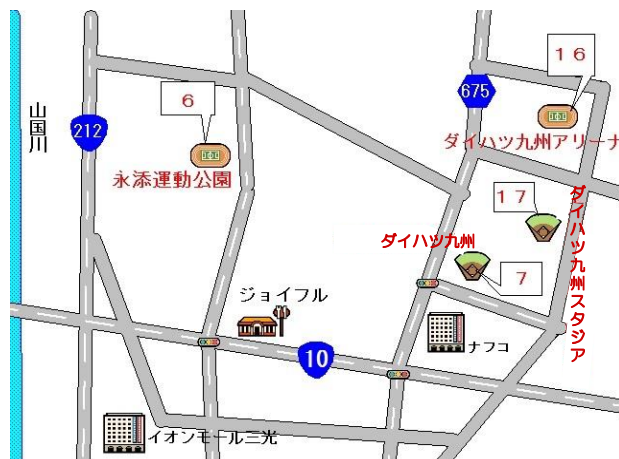 16
675
6
山国川
212
ダイハツ九州アリーナ
永添運動公園
17
ダイハツ九州スタジア
ダイハツ九州
7
ジョイフル
ナフコ
10
イオンモール三光